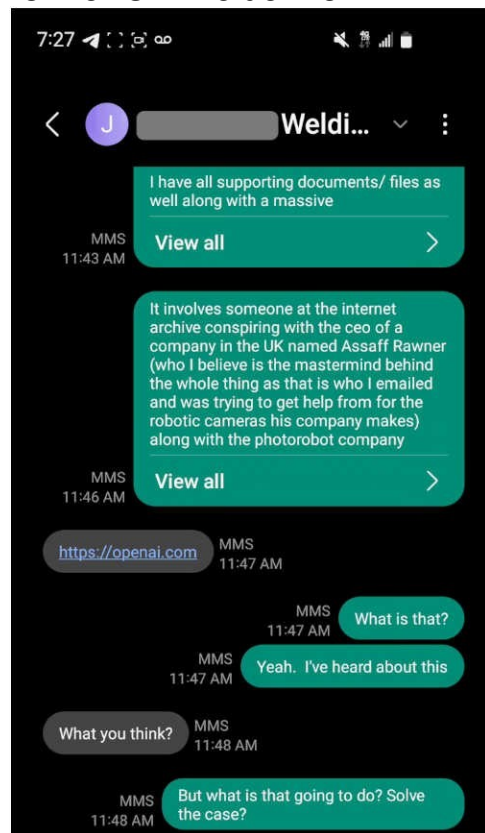 7:27
J Weldi...
I have all supporting documents/ files as
well along with a massive
View all
MMS
11:43 AM
It involves someone at the internet
archive conspiring with the ceo of a
company in the UK named Assaff Rawner
(who I believe is the mastermind behind
the whole thing as that is who I emailed
and was trying to get help from for the
robotic cameras his company makes)
along with the photorobot company
View all
MMS
11:46 AM
https://openai.com
MMS
11:47 AM
MMS
11:47 AM
What is that?
MMS
11:47 AM
Yeah. I've heard about this
What you think?
MMS
11:48 AM
MMS
11:48 AM
But what is that going to do? Solve
the case?